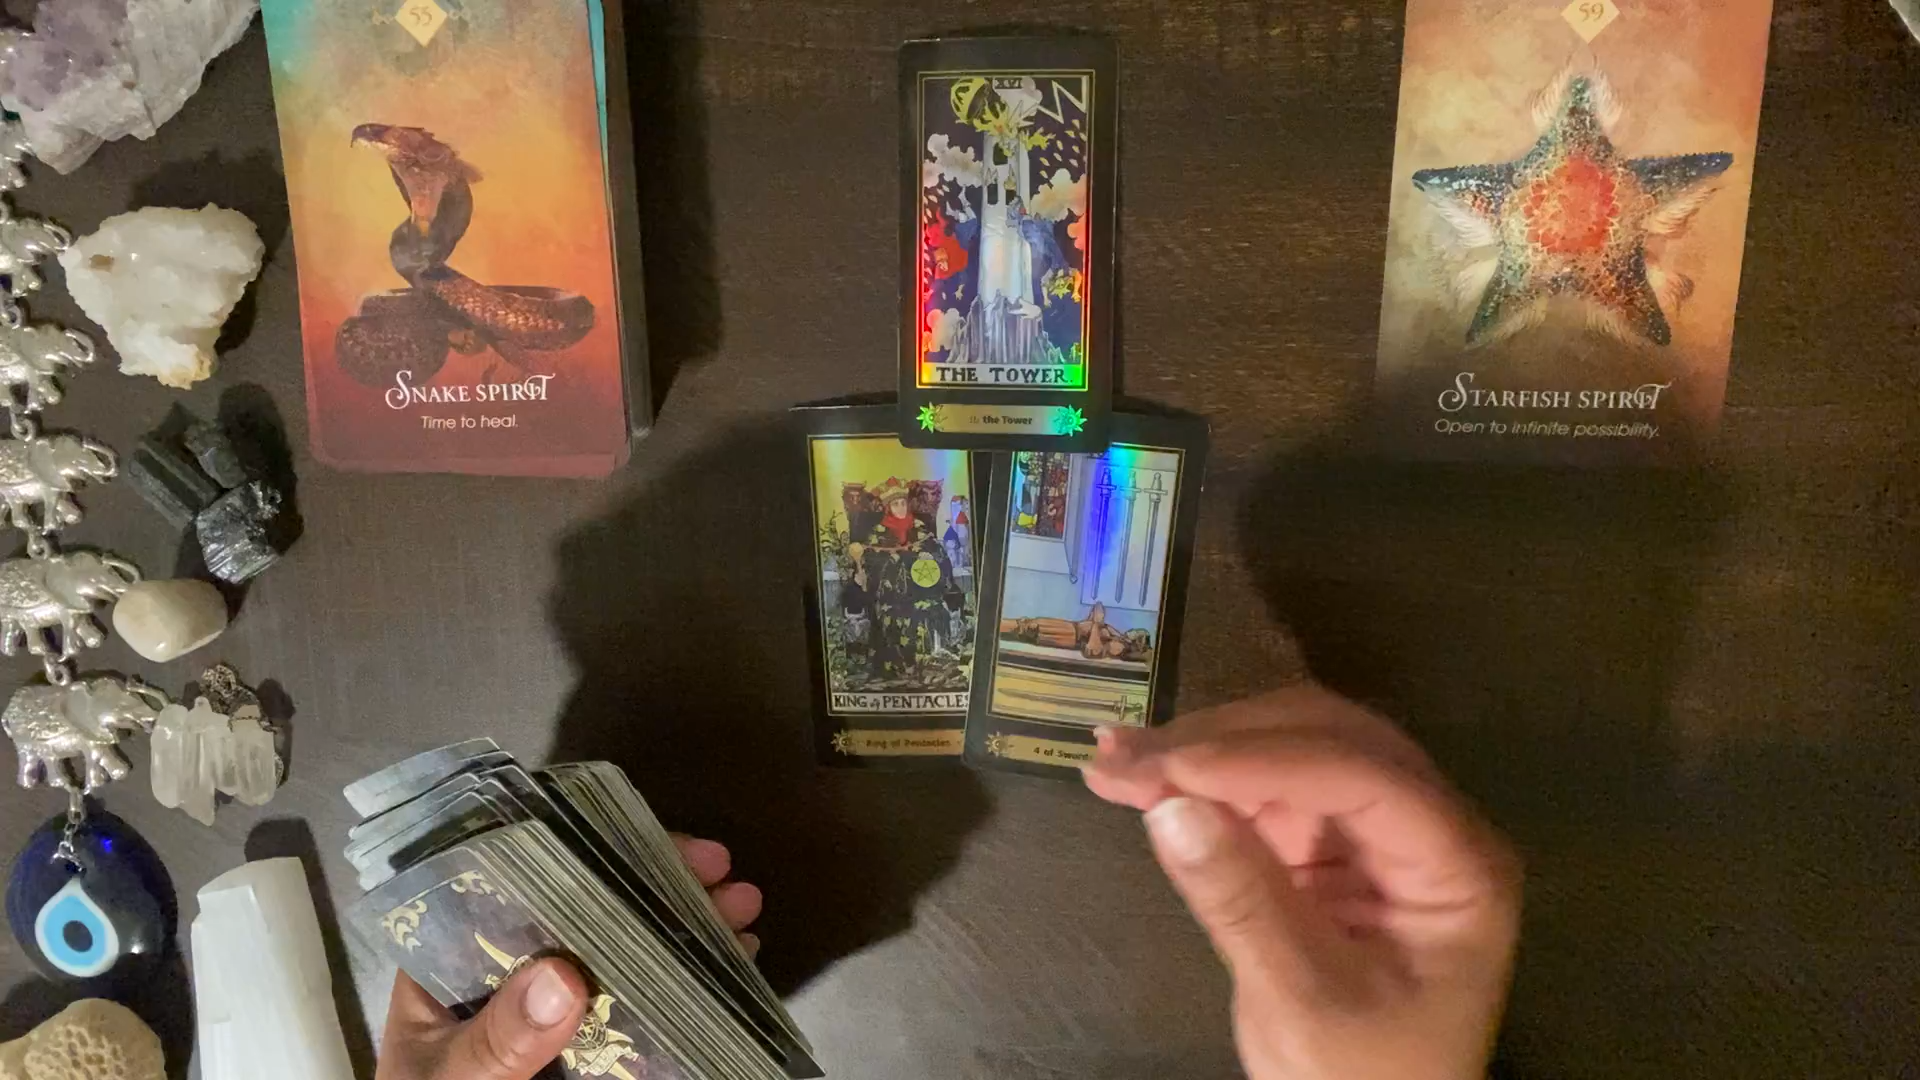 55
SNAKE SPIRIT
Time to heal.
XVI
THE TOWER.
the Tower
59
STARFISH SPIRIT
Open to infinite possibility.
KING of PENTACLES
King of Pentacles
4 of Swords